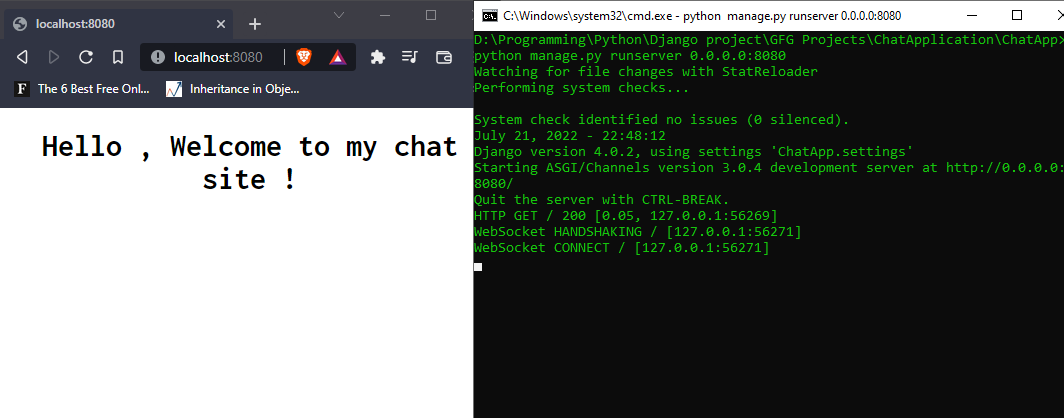 localhost:8080
localhost:8080
F The 6 Best Free Onl...
Inheritance in Obje...
Hello , Welcome to my chat
site !
C:\Windows\system32\cmd.exe - python  manage.py runserver 0.0.0.0:8080
D:\Programming\Python\Django project\GFG Projects\ChatApplication\ChatApp>
python manage.py runserver 0.0.0.0:8080
Watching for file changes with StatReloader
Performing system checks...
System check identified no issues (0 silenced).
July 21, 2022 - 22:48:12
Django version 4.0.2, using settings 'ChatApp.settings'
Starting ASGI/Channels version 3.0.4 development server at http://0.0.0.0:
8080/
Quit the server with CTRL-BREAK.
HTTP GET / 200 [0.05, 127.0.0.1:56269]
WebSocket HANDSHAKING / [127.0.0.1:56271]
WebSocket CONNECT / [127.0.0.1:56271]